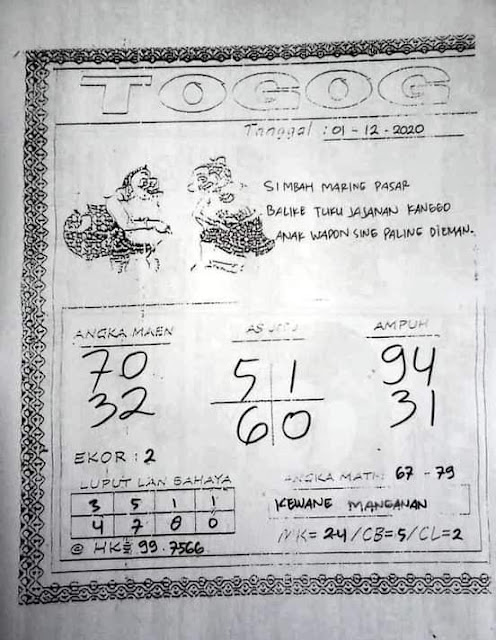 TOGOG
Tanggal : 01 - 12 - 2020
SIMBAH MARING PASAR
BALIKE TUKU JAJANAN KANGGO
ANAK WADON SING PALING DIEMAN.
ANGKA MAEN
70
32
5 1
6 0
AMPUH
94
31
EKOR : 2
LUPUT LAN BAHAYA
3 5 1 1
4 7 8 0
@ HK= 99.7566
ANGKA MATI: 67 - 79
KEWANE MANGANAN
MK= 24/CB=5/CL=2